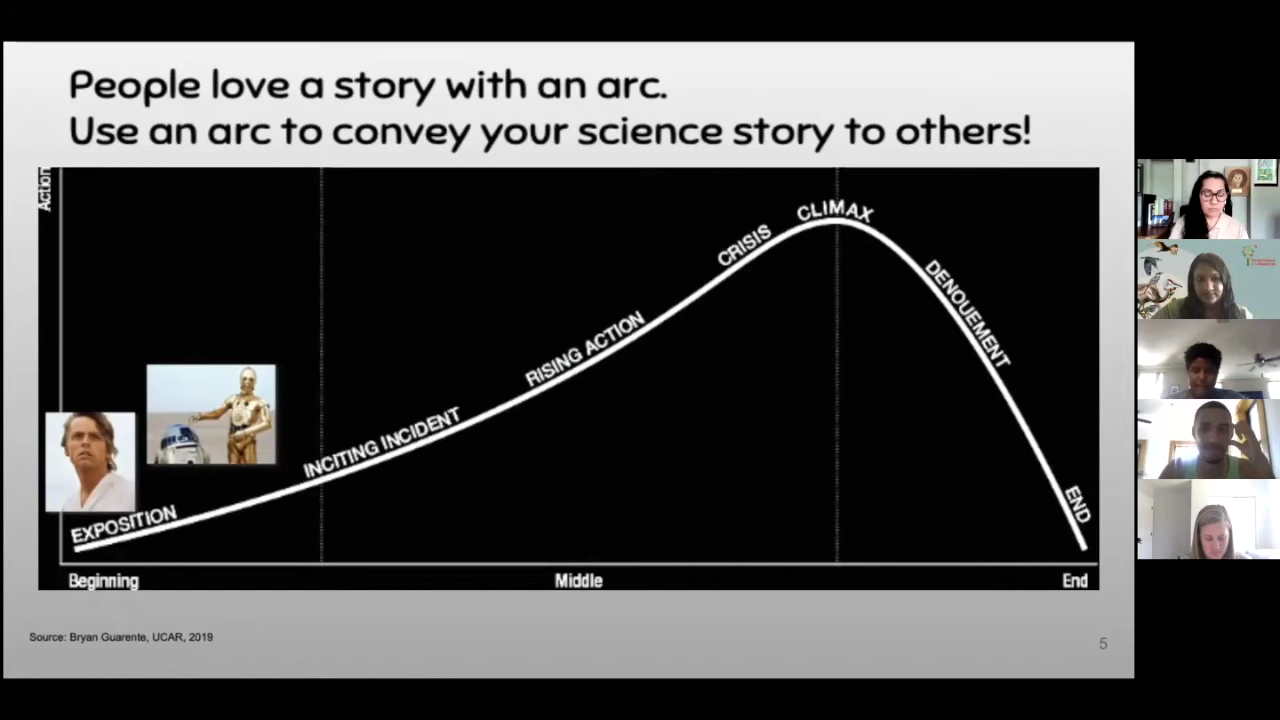 People love a story with an arc.
Use an arc to convey your science story to others!
Action
CLIMAX
CRISIS
DENOUEMENT
RISING ACTION
INCITING INCIDENT
EXPOSITION
END
Beginning
Middle
End
Source: Bryan Guarente, UCAR, 2019
5